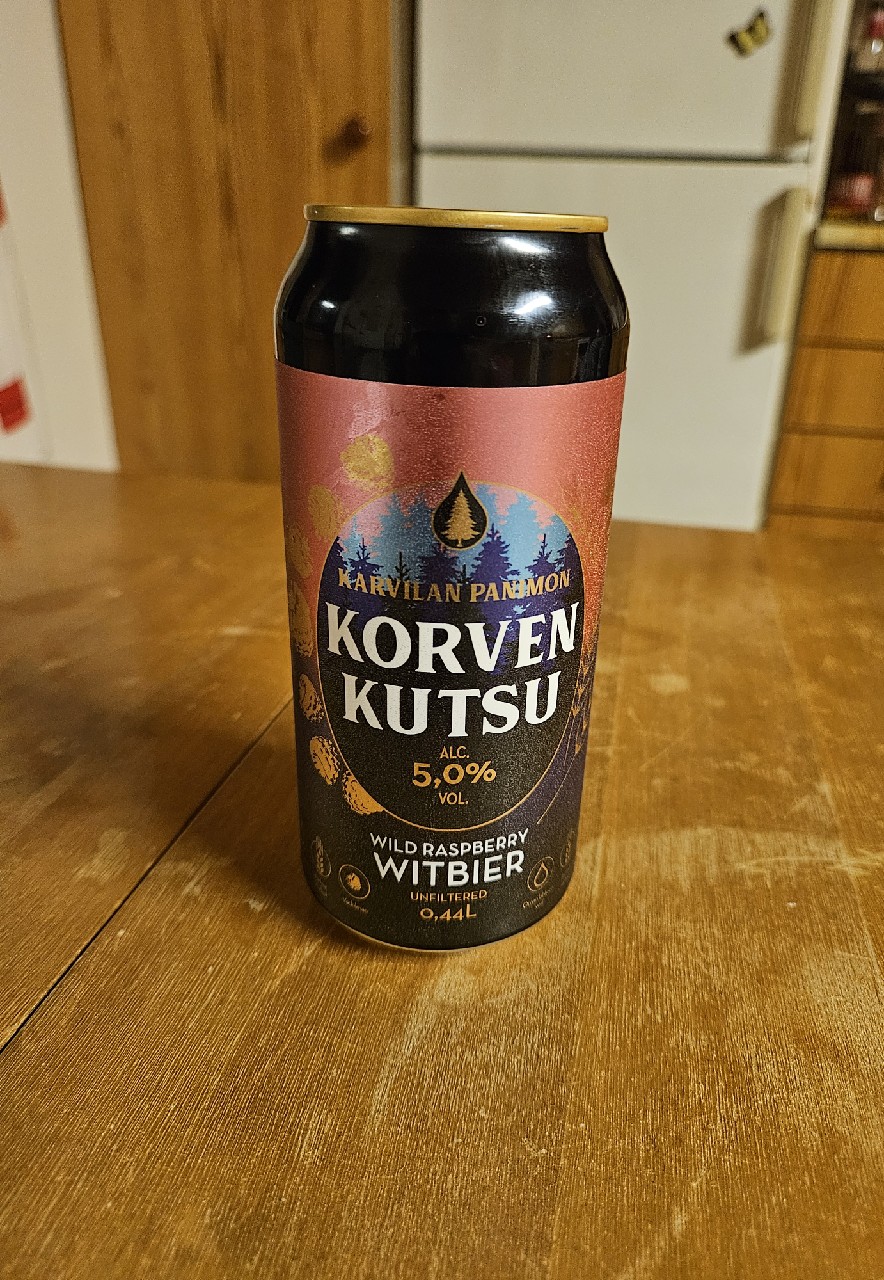 KARVILAN PANIMON
KORVEN
KUTSU
ALC.
5,0%
VOL.
WILD RASPBERRY
WITBIER
UNFILTERED
0,44L